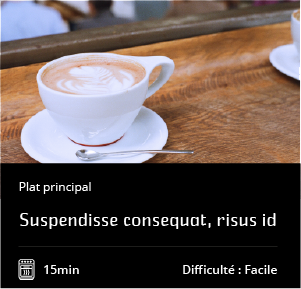 Plat principal
Suspendisse consequat, risus id
15min
Difficulté : Facile